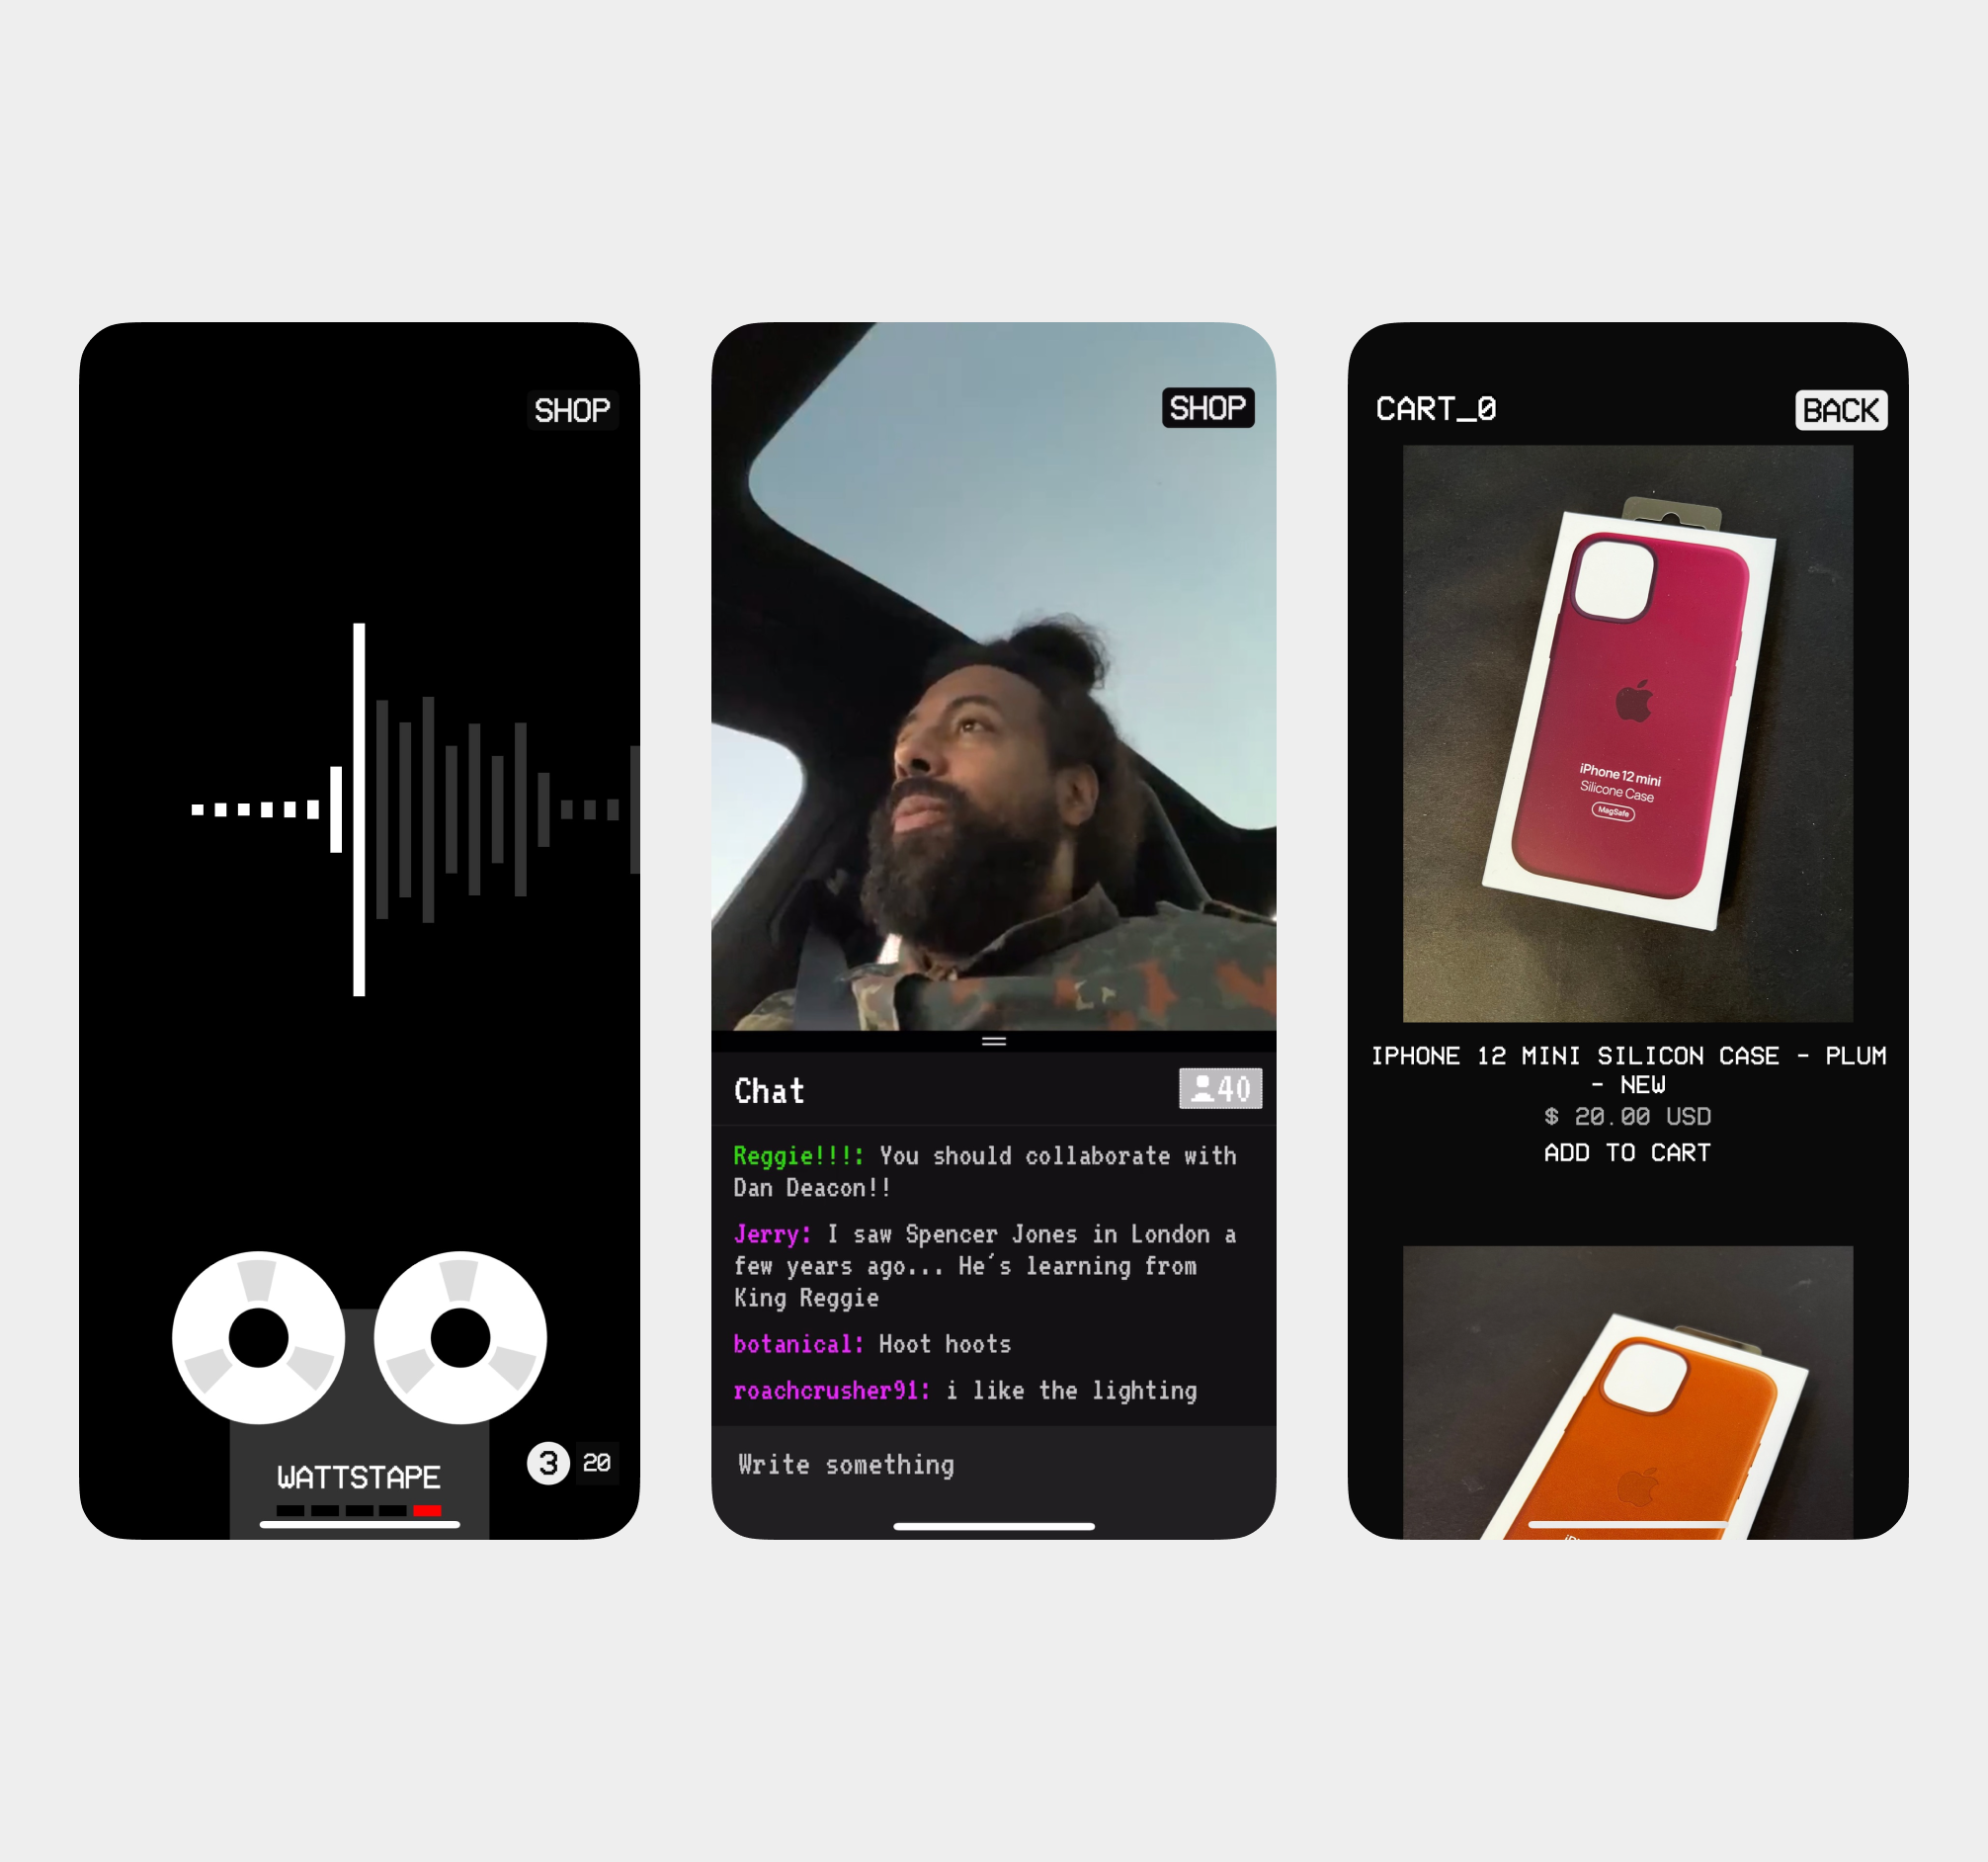 SHOP
3
20
WATTSTAPE
SHOP
Chat
40
Reggie!!!: You should collaborate with
Dan Deacon!!
Jerry: I saw Spencer Jones in London a
few years ago... He's learning from
King Reggie
botanical: Hoot hoots
roachcrusher91: i like the lighting
Write something
CART_0
BACK
iPhone 12 mini
Silicone Case
MagSafe
IPHONE 12 MINI SILICON CASE - PLUM
- NEW
$ 20.00 USD
ADD TO CART